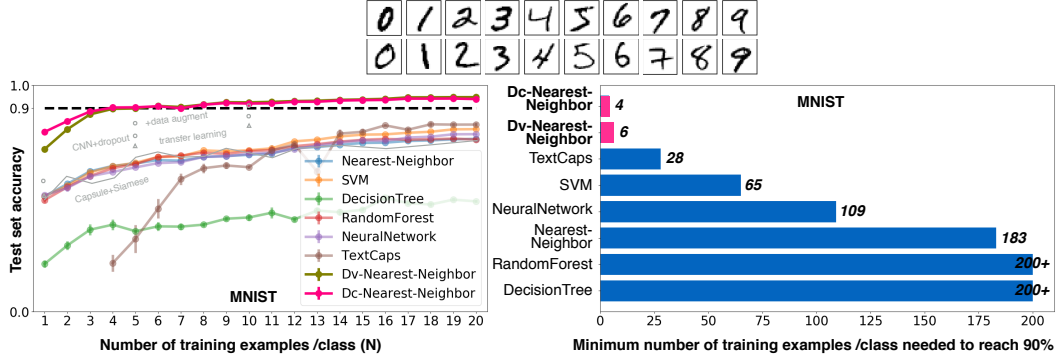 0 1 2 3 4 5 6 7 8 9
0 1 2 3 4 5 6 7 8 9
1.0
0.9
0.0
Test set accuracy
CNN+dropout
+data augment
transfer learning
Capsule+Siamese
Nearest-Neighbor
SVM
DecisionTree
RandomForest
NeuralNetwork
TextCaps
Dv-Nearest-Neighbor
Dc-Nearest-Neighbor
MNIST
1 2 3 4 5 6 7 8 9 10 11 12 13 14 15 16 17 18 19 20
Number of training examples /class (N)
MNIST
Dc-Nearest-
Neighbor
4
Dv-Nearest-
Neighbor
6
TextCaps
28
SVM
65
NeuralNetwork
109
Nearest-
Neighbor
183
RandomForest
200+
DecisionTree
200+
0 25 50 75 100 125 150 175 200
Minimum number of training examples /class needed to reach 90%